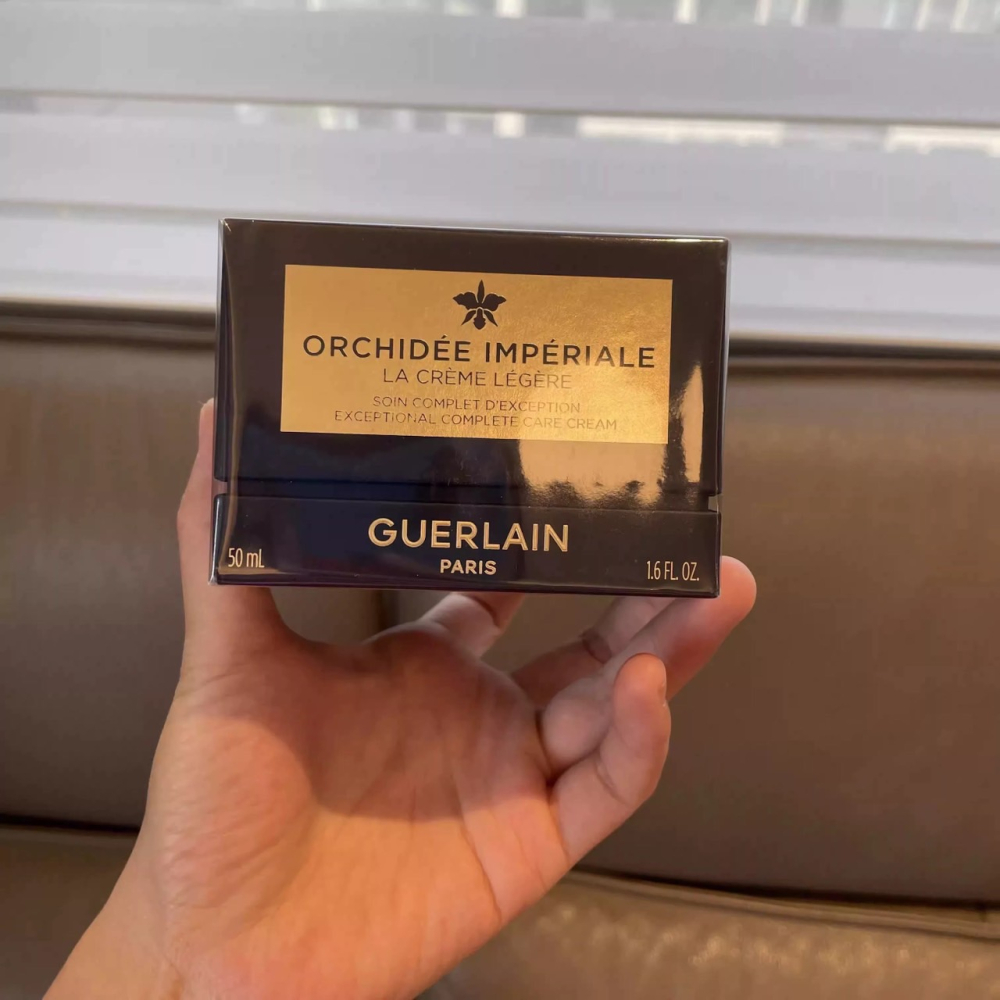 ORCHIDÉE IMPÉRIALE
LA CRÈME LÉGÈRE
SOIN COMPLET D'EXCEPTION
EXCEPTIONAL COMPLETE CARE CREAM
GUERLAIN
PARIS
50 mL
1.6 FL. OZ.